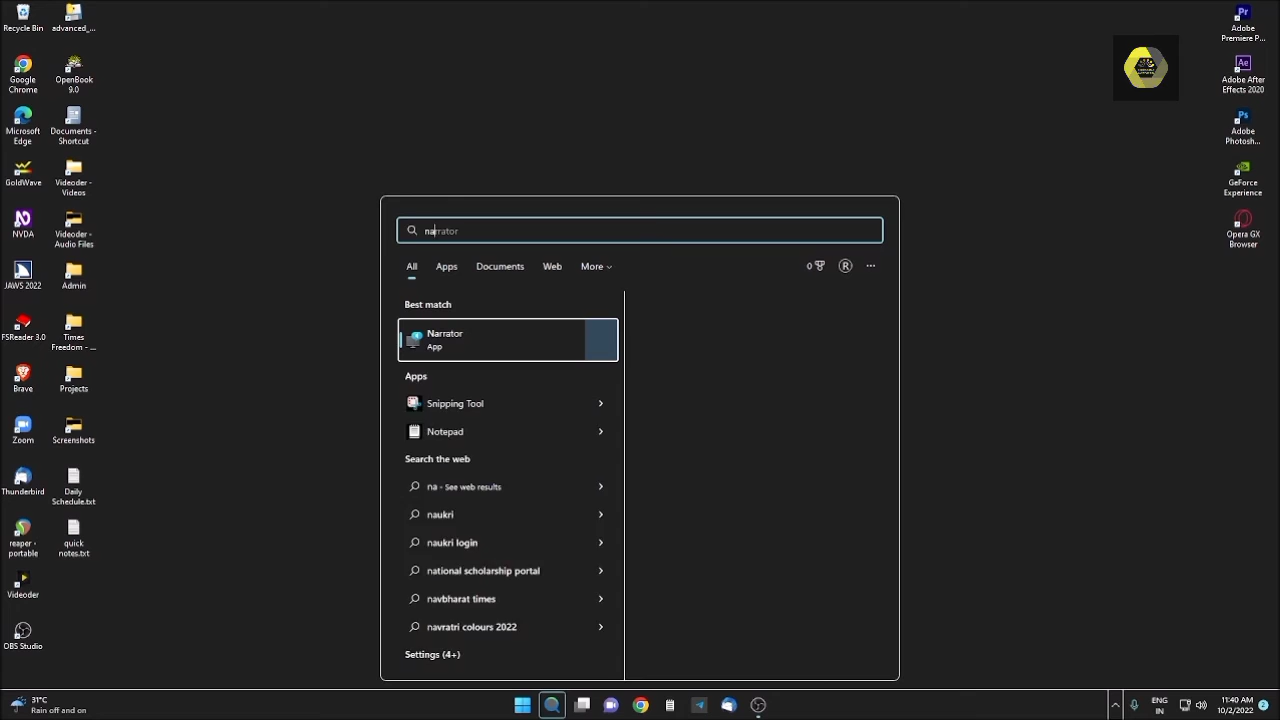 Recycle Bin
advanced_...
Google
Chrome
OpenBook
9.0
Microsoft
Edge
Documents -
Shortcut
GoldWave
Videoder -
Videos
NVDA
Videoder -
Audio Files
JAWS 2022
Admin
FSReader 3.0
Times
Freedom - ...
Brave
Projects
Zoom
Screenshots
Thunderbird
Daily
Schedule.txt
reaper -
portable
quick
notes.txt
Videoder
OBS Studio
narrator
All Apps Documents Web More
0 R ...
Best match
Narrator
App
Apps
Snipping Tool
Notepad
Search the web
na - See web results
naukri
naukri login
national scholarship portal
navbharat times
navratri colours 2022
Settings (4+)
Pr
Adobe
Premiere P...
Ae
Adobe After
Effects 2020
Ps
Adobe
Photosh...
GeForce
Experience
Opera GX
Browser
31°C
Rain off and on
ENG
IN
11:40 AM
10/2/2022
2